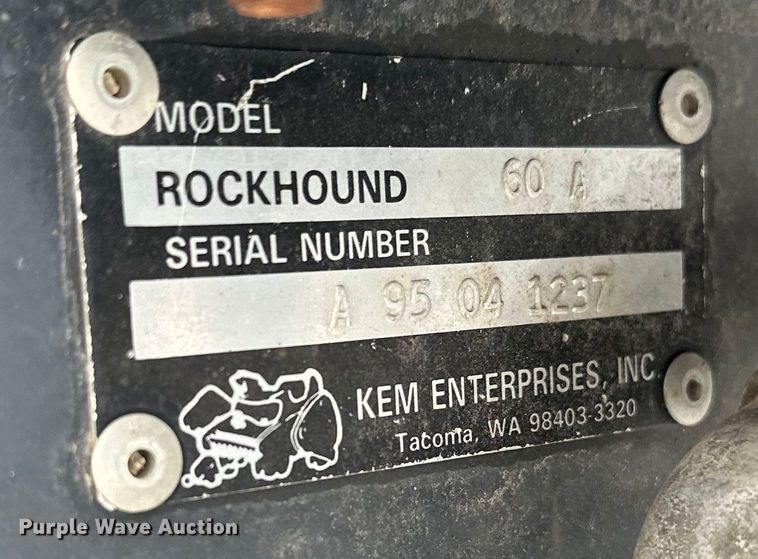 MODEL
ROCKHOUND 60 A
SERIAL NUMBER
A 95 04 1237
KEM ENTERPRISES, INC.
Tacoma, WA 98403-3320
Purple Wave Auction